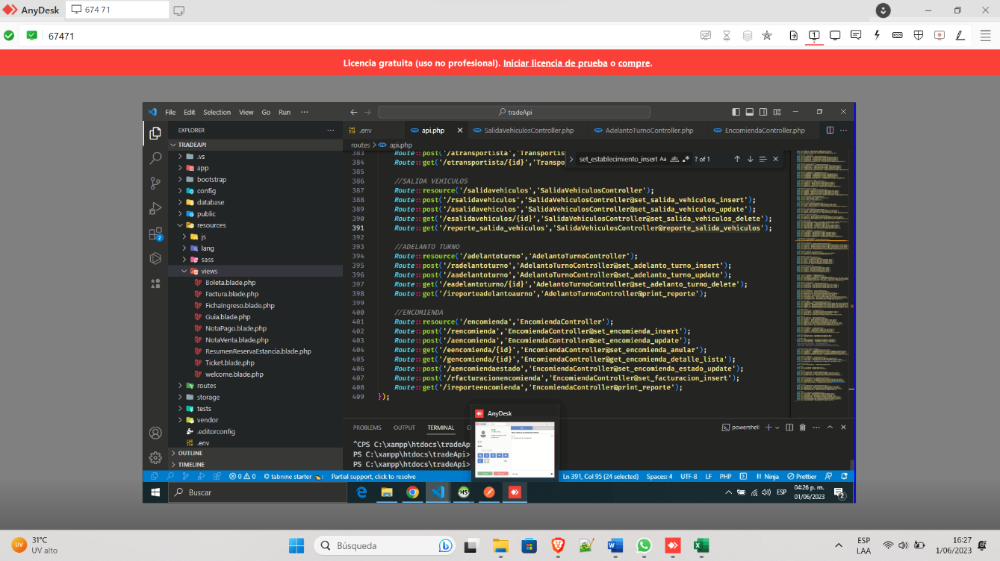 AnyDesk
674 71
67471
Licencia gratuita (uso no profesional). Iniciar licencia de prueba o compre.
File Edit Selection View Go Run ···
tradeApi
EXPLORER
TRADEAPI
.vs
app
bootstrap
config
database
public
resources
js
lang
sass
views
Boleta.blade.php
Factura.blade.php
FichaIngreso.blade.php
Guia.blade.php
NotaPago.blade.php
NotaVenta.blade.php
ResumenReservaEstancia.blade.php
Ticket.blade.php
welcome.blade.php
routes
storage
tests
vendor
.editorconfig
.env
OUTLINE
TIMELINE
2
.env
api.php
SalidaVehiculosController.php
AdelantoTurnoController.php
EncomiendaController.php
routes > api.php
set_establecimiento_insert Aa ab .* ? of 1
383 Route::post('/atransportista','Transportis
384 Route::get('/etransportista/{id}','Transpo
385
386 //SALIDA VEHICULOS
387 Route::resource('/salidavehiculos','SalidaVehiculosController');
388 Route::post('/rsalidavehiculos','SalidaVehiculosController@set_salida_vehiculos_insert');
389 Route::post('/asalidavehiculos','SalidaVehiculosController@set_salida_vehiculos_update');
390 Route::get('/esalidavehiculos/{id}','SalidaVehiculosController@set_salida_vehiculos_delete');
391 Route::get('/reporte_salida_vehiculos','SalidaVehiculosController@reporte_salida_vehiculos');
392
393 //ADELANTO TURNO
394 Route::resource('/adelantoturno','AdelantoTurnoController');
395 Route::post('/radelantoturno','AdelantoTurnoController@set_adelanto_turno_insert');
396 Route::post('/aadelantoturno','AdelantoTurnoController@set_adelanto_turno_update');
397 Route::get('/eadelantoturno/{id}','AdelantoTurnoController@set_adelanto_turno_delete');
398 Route::get('/ireporteadelantoaurno','AdelantoTurnoController@print_reporte');
399
400 //ENCOMIENDA
401 Route::resource('/encomienda','EncomiendaController');
402 Route::post('/rencomienda','EncomiendaController@set_encomienda_insert');
403 Route::post('/aencomienda','EncomiendaController@set_encomienda_update');
404 Route::get('/eencomienda/{id}','EncomiendaController@set_encomienda_anular');
405 Route::get('/gencomienda/{id}','EncomiendaController@get_encomienda_detalle_lista');
406 Route::post('/aencomiendaestado','EncomiendaController@set_encomienda_estado_update');
407 Route::post('/rfacturacionencomienda','EncomiendaController@set_facturacion_insert');
408 Route::get('/ireporteencomienda','EncomiendaController@print_reporte');
409 });
AnyDesk
PROBLEMS OUTPUT TERMINAL
powershell
^CPS C:\xampp\htdocs\tradeApi
PS C:\xampp\htdocs\tradeApi>
PS C:\xampp\htdocs\tradeApi>
0 0 tabnine starter Partial support, click to resolve
Ln 391, Col 95 (24 selected) Spaces: 4 UTF-8 LF PHP Ninja Prettier
Buscar
HS
ESP
04:26 p. m.
01/06/2023
2
31°C
UV alto
UV
Búsqueda
ESP
LAA
16:27
1/06/2023